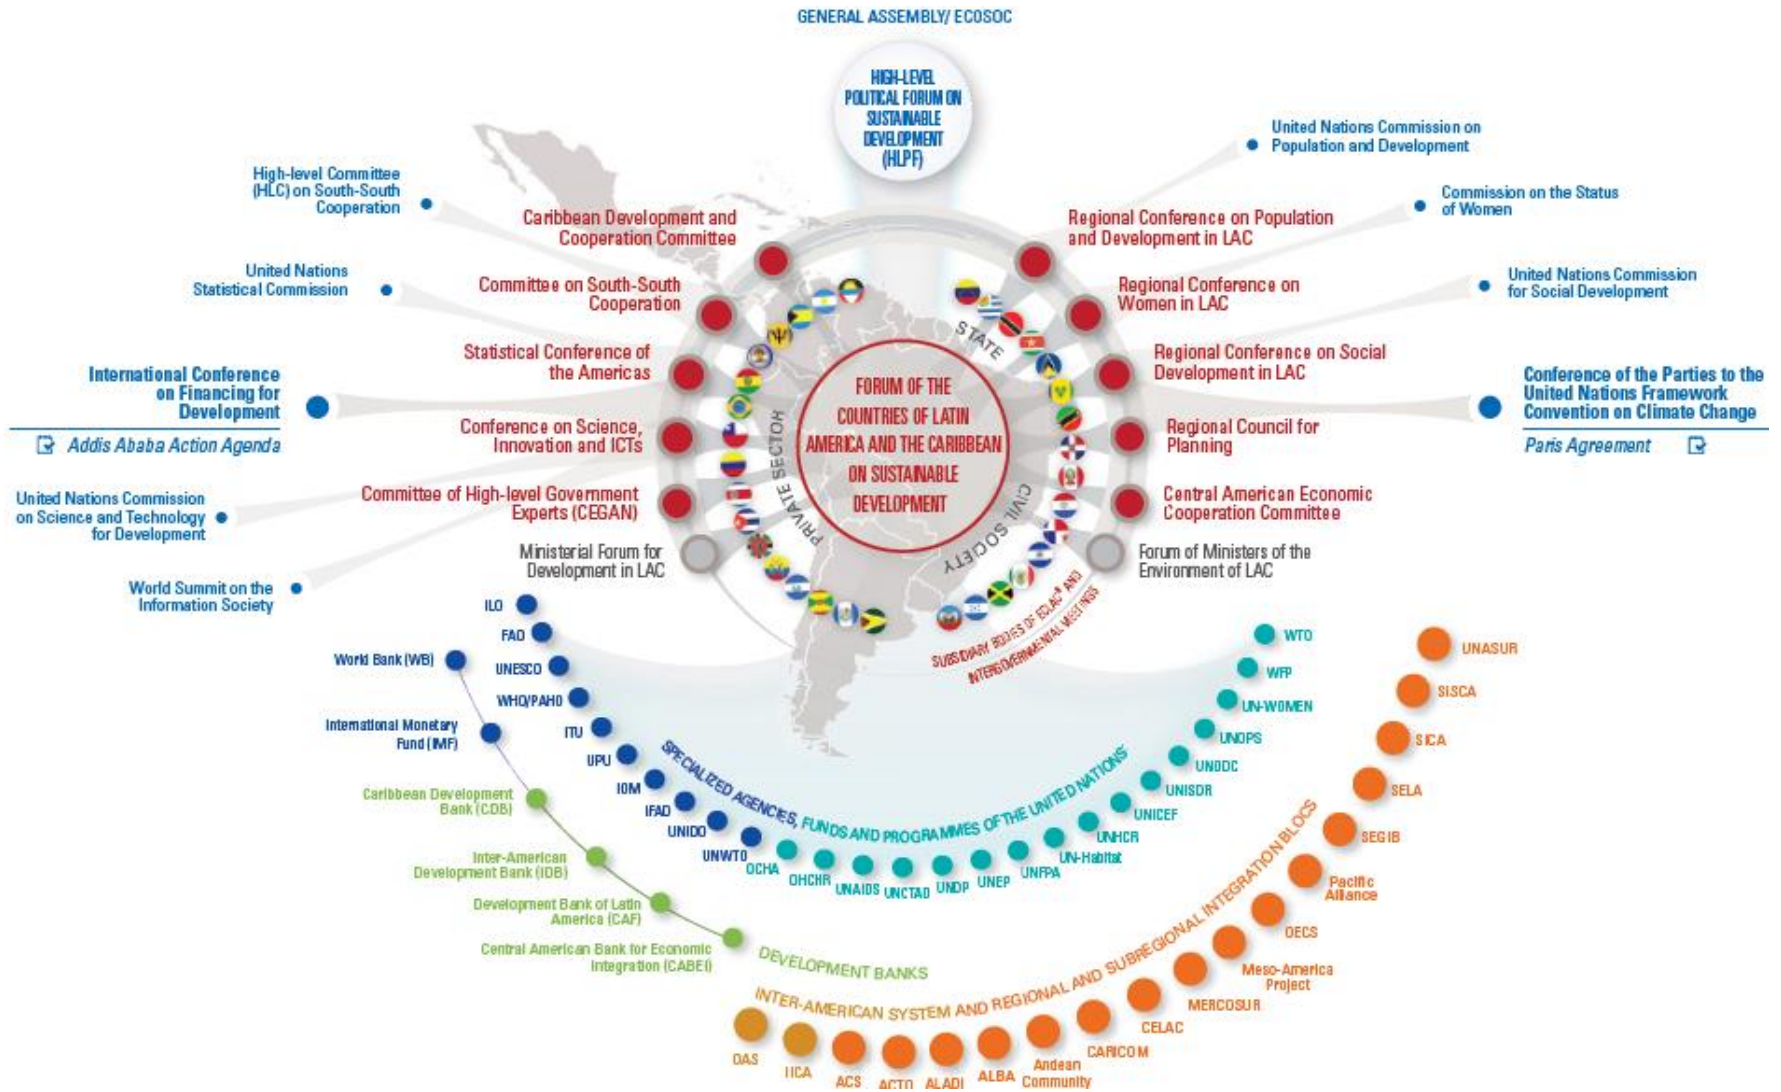 GENERAL ASSEMBLY/ ECOSOC
HIGH-LEVEL
POLITICAL FORUM ON
SUSTAINABLE
DEVELOPMENT
(HLPF)
High-level Committee
(HLC) on South-South
Cooperation
United Nations
Statistical Commission
International Conference
on Financing for
Development
Addis Ababa Action Agenda
United Nations Commission
on Science and Technology
for Development
World Summit on the
Information Society
Caribbean Development and
Cooperation Committee
Committee on South-South
Cooperation
Statistical Conference of
the Americas
Conference on Science,
Innovation and ICTs
Committee of High-level Government
Experts (CEGAN)
Ministerial Forum for
Development in LAC
PRIVATE SECTOR
STATE
CIVIL SOCIETY
FORUM OF THE
COUNTRIES OF LATIN
AMERICA AND THE CARIBBEAN
ON SUSTAINABLE
DEVELOPMENT
Regional Conference on Population
and Development in LAC
Regional Conference on
Women in LAC
Regional Conference on Social
Development in LAC
Regional Council for
Planning
Central American Economic
Cooperation Committee
Forum of Ministers of the
Environment of LAC
SUBSIDIARY BODIES OF ECLAC AND
INTERGOVERNMENTAL MEETINGS
United Nations Commission on
Population and Development
Commission on the Status
of Women
United Nations Commission
for Social Development
Conference of the Parties to the
United Nations Framework
Convention on Climate Change
Paris Agreement
ILO
FAO
UNESCO
WHO/PAHO
ITU
UPU
IOM
IFAD
UNIDO
UNWTO
OCHA
OHCHR
UNAIDS
UNCTAD
UNDP
UNEP
UNFPA
UN-Habitat
UNHCR
UNICEF
UNISDR
UNODC
UNOPS
UN-WOMEN
WFP
WTO
SPECIALIZED AGENCIES, FUNDS AND PROGRAMMES OF THE UNITED NATIONS
World Bank (WB)
International Monetary
Fund (IMF)
Caribbean Development
Bank (CDB)
Inter-American
Development Bank (IDB)
Development Bank of Latin
America (CAF)
Central American Bank for Economic
Integration (CABEI)
DEVELOPMENT BANKS
INTER-AMERICAN SYSTEM AND REGIONAL AND SUBREGIONAL INTEGRATION BLOCS
OAS
IICA
ACS
ACTO
ALADI
ALBA
Andean
Community
CARICOM
CELAC
MERCOSUR
Meso-America
Project
OECS
Pacific
Alliance
SEGIB
SELA
SICA
SISCA
UNASUR